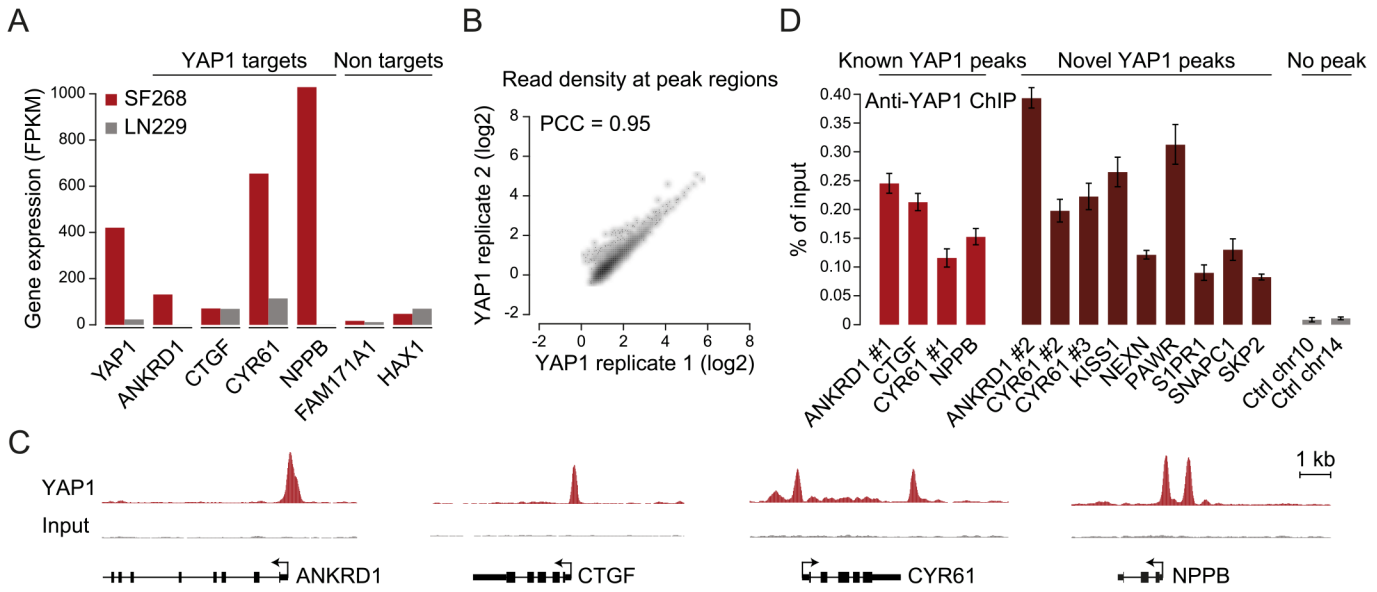 A
YAP1 targets
Non targets
Gene expression (FPKM)
1000
800
600
400
200
0
SF268
LN229
YAP1
ANKRD1
CTGF
CYR61
NPPB
FAM171A1
HAX1
B
Read density at peak regions
PCC = 0.95
YAP1 replicate 2 (log2)
8
6
4
2
0
-2
-2 0 2 4 6 8
YAP1 replicate 1 (log2)
D
Known YAP1 peaks
Novel YAP1 peaks
No peak
Anti-YAP1 ChIP
% of input
0.40
0.35
0.30
0.25
0.20
0.15
0.10
0.05
0
ANKRD1 #1
CTGF
CYR61 #1
NPPB
ANKRD1 #2
CYR61 #2
CYR61 #3
KISS1
NEXN
PAWR
S1PR1
SNAPC1
SKP2
Ctrl chr10
Ctrl chr14
C
1 kb
YAP1
Input
ANKRD1
CTGF
CYR61
NPPB